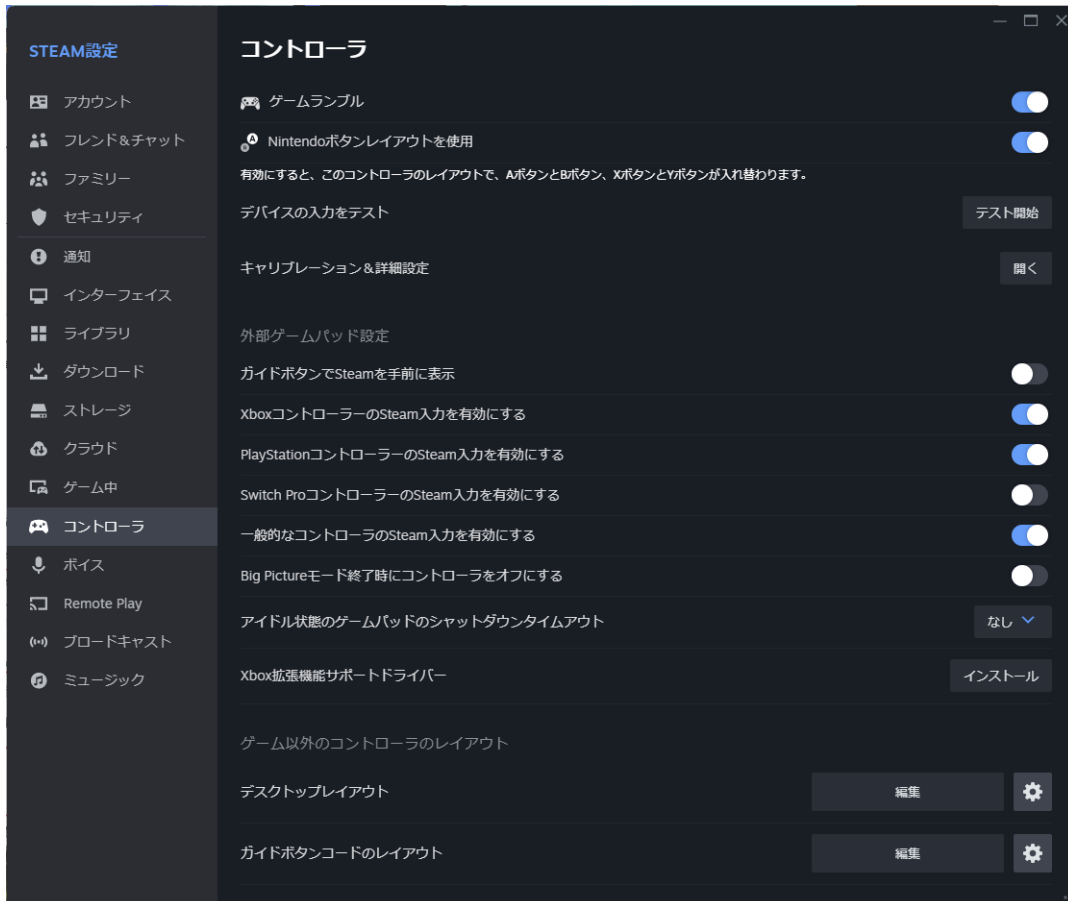 STEAM設定
アカウント
フレンド&チャット
ファミリー
セキュリティ
通知
インターフェイス
ライブラリ
ダウンロード
ストレージ
クラウド
ゲーム中
コントローラ
ボイス
Remote Play
ブロードキャスト
ミュージック
コントローラ
ゲームランブル
Nintendoボタンレイアウトを使用
有効にすると、このコントローラのレイアウトで、AボタンとBボタン、XボタンとYボタンが入れ替わります。
デバイスの入力をテスト テスト開始
キャリブレーション&詳細設定 開く
外部ゲームパッド設定
ガイドボタンでSteamを手前に表示
XboxコントローラーのSteam入力を有効にする
PlayStationコントローラーのSteam入力を有効にする
Switch ProコントローラーのSteam入力を有効にする
一般的なコントローラのSteam入力を有効にする
Big Pictureモード終了時にコントローラをオフにする
アイドル状態のゲームパッドのシャットダウンタイムアウト なし
Xbox拡張機能サポートドライバー インストール
ゲーム以外のコントローラのレイアウト
デスクトップレイアウト 編集
ガイドボタンコードのレイアウト 編集